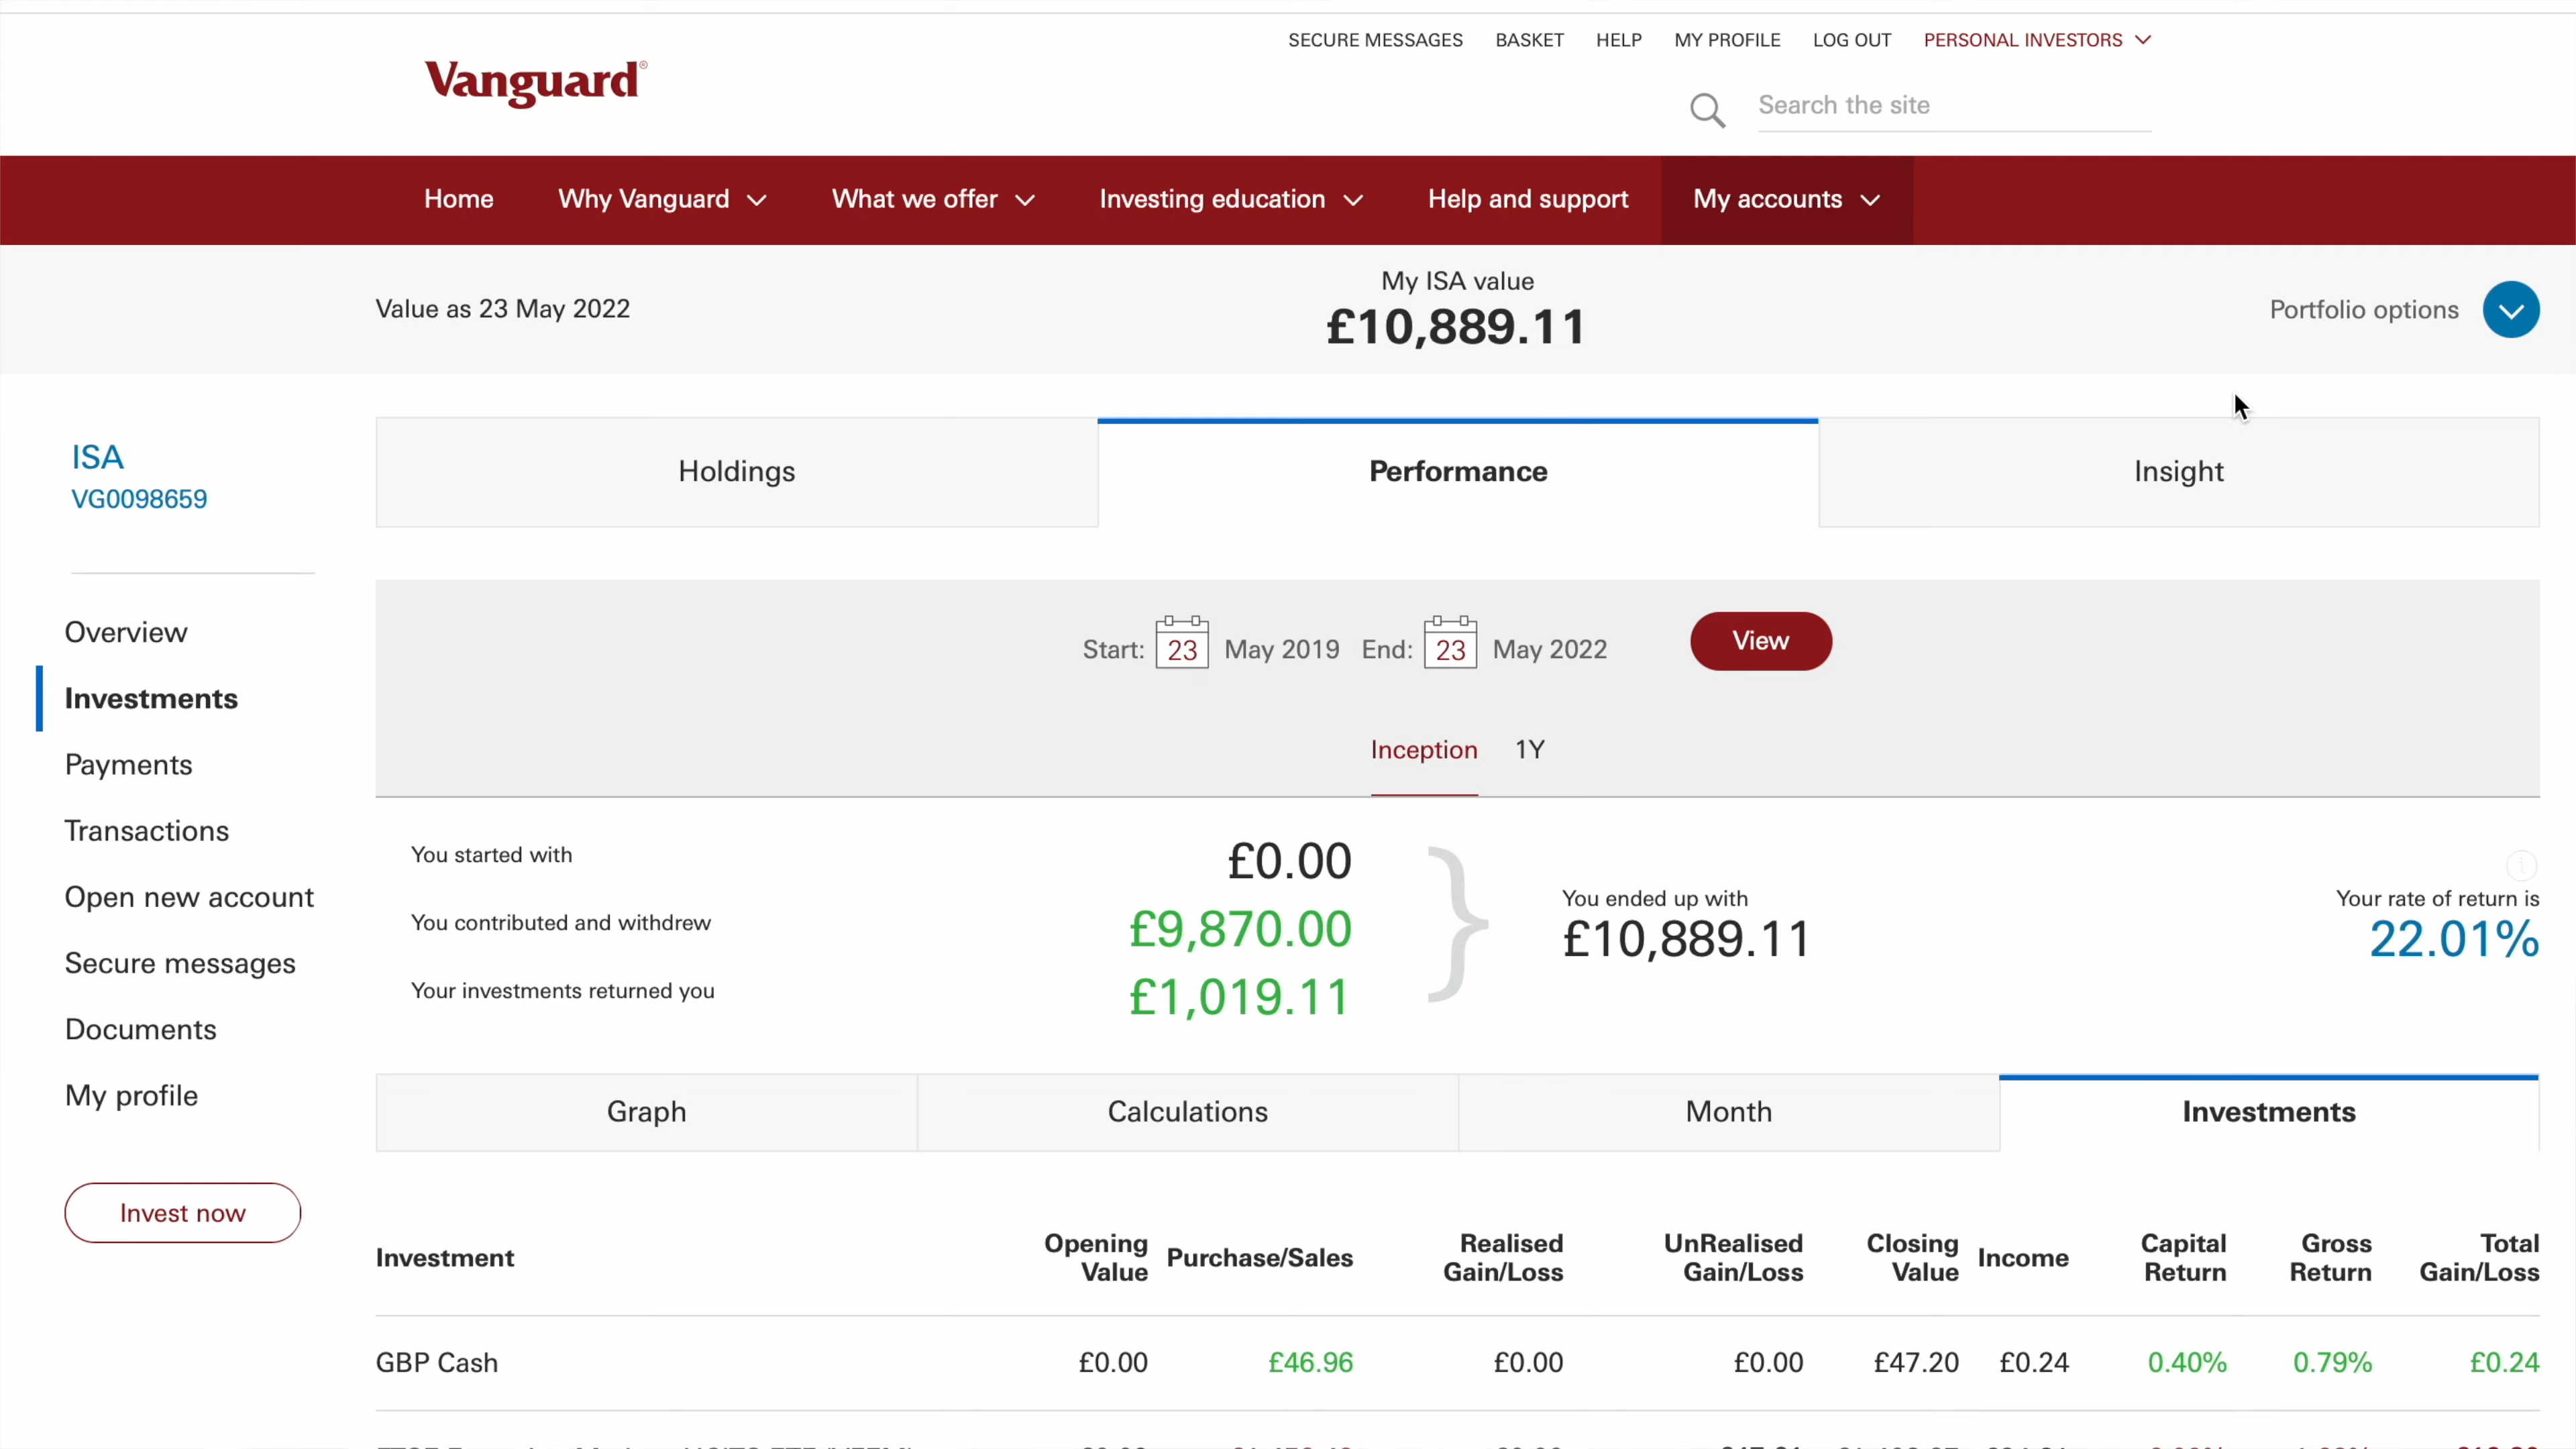 SECURE MESSAGES BASKET HELP MY PROFILE LOG OUT PERSONAL INVESTORS
Vanguard®
Search the site
Home Why Vanguard What we offer Investing education Help and support My accounts
My ISA value
Value as 23 May 2022 £10,889.11 Portfolio options
ISA
VG0098659
Holdings Performance Insight
Overview
Investments
Payments
Transactions
Open new account
Secure messages
Documents
My profile
Invest now
Start: 23 May 2019 End: 23 May 2022 View
Inception 1Y
You started with £0.00
You contributed and withdrew £9,870.00
Your investments returned you £1,019.11
You ended up with
£10,889.11
Your rate of return is
22.01%
Graph Calculations Month Investments
Investment Opening Value Purchase/Sales Realised Gain/Loss UnRealised Gain/Loss Closing Value Income Capital Return Gross Return Total Gain/Loss
GBP Cash £0.00 £46.96 £0.00 £0.00 £47.20 £0.24 0.40% 0.79% £0.24